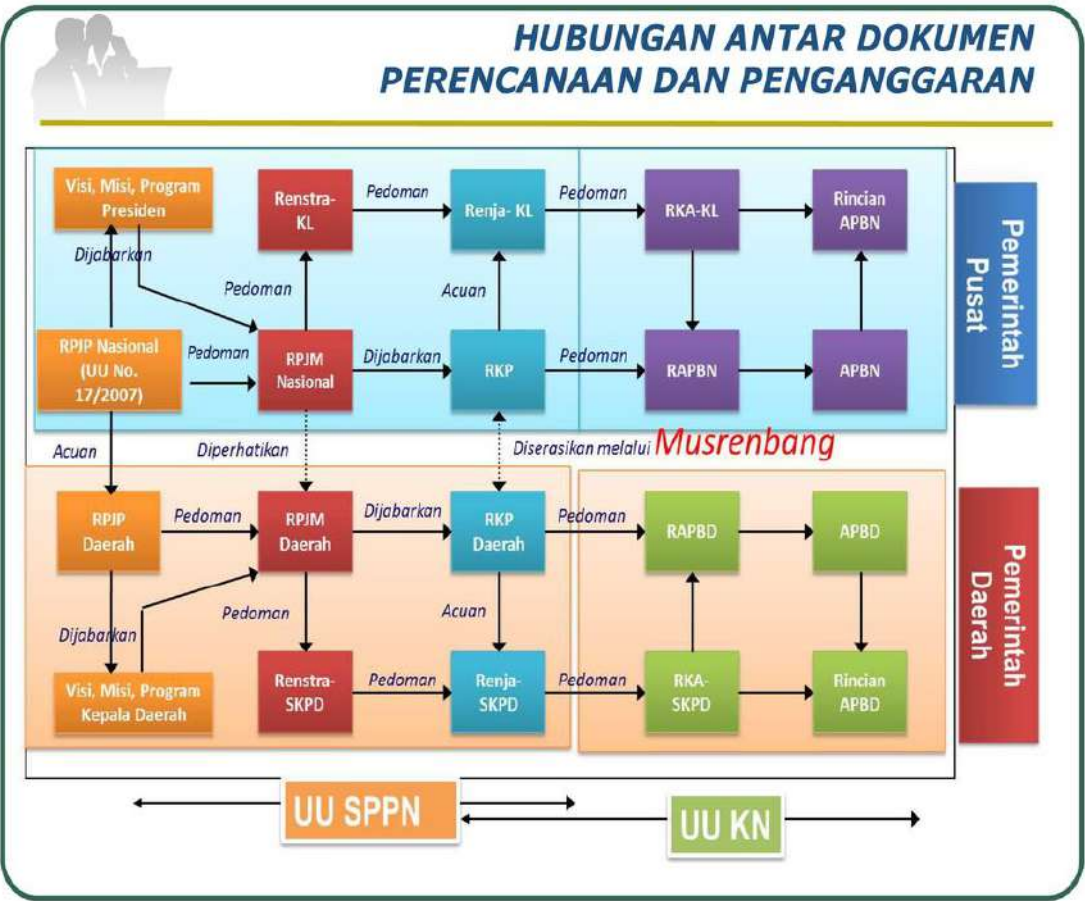 HUBUNGAN ANTAR DOKUMEN
PERENCANAAN DAN PENGANGGARAN
Visi, Misi, Program
Presiden
Renstra-
KL
Pedoman
Renja- KL
Pedoman
RKA-KL
Rincian
APBN
Pemerintah
Pusat
Dijabarkan
Pedoman
Acuan
RPJP Nasional
(UU No.
17/2007)
Pedoman
RPJM
Nasional
Dijabarkan
RKP
Pedoman
RAPBN
APBN
Acuan
Diperhatikan
Diserasikan melalui Musrenbang
RPJP
Daerah
Pedoman
RPJM
Daerah
Dijabarkan
RKP
Daerah
Pedoman
RAPBD
APBD
Pemerintah
Daerah
Dijabarkan
Pedoman
Acuan
Visi, Misi, Program
Kepala Daerah
Renstra-
SKPD
Pedoman
Renja-
SKPD
Pedoman
RKA-
SKPD
Rincian
APBD
UU SPPN
UU KN